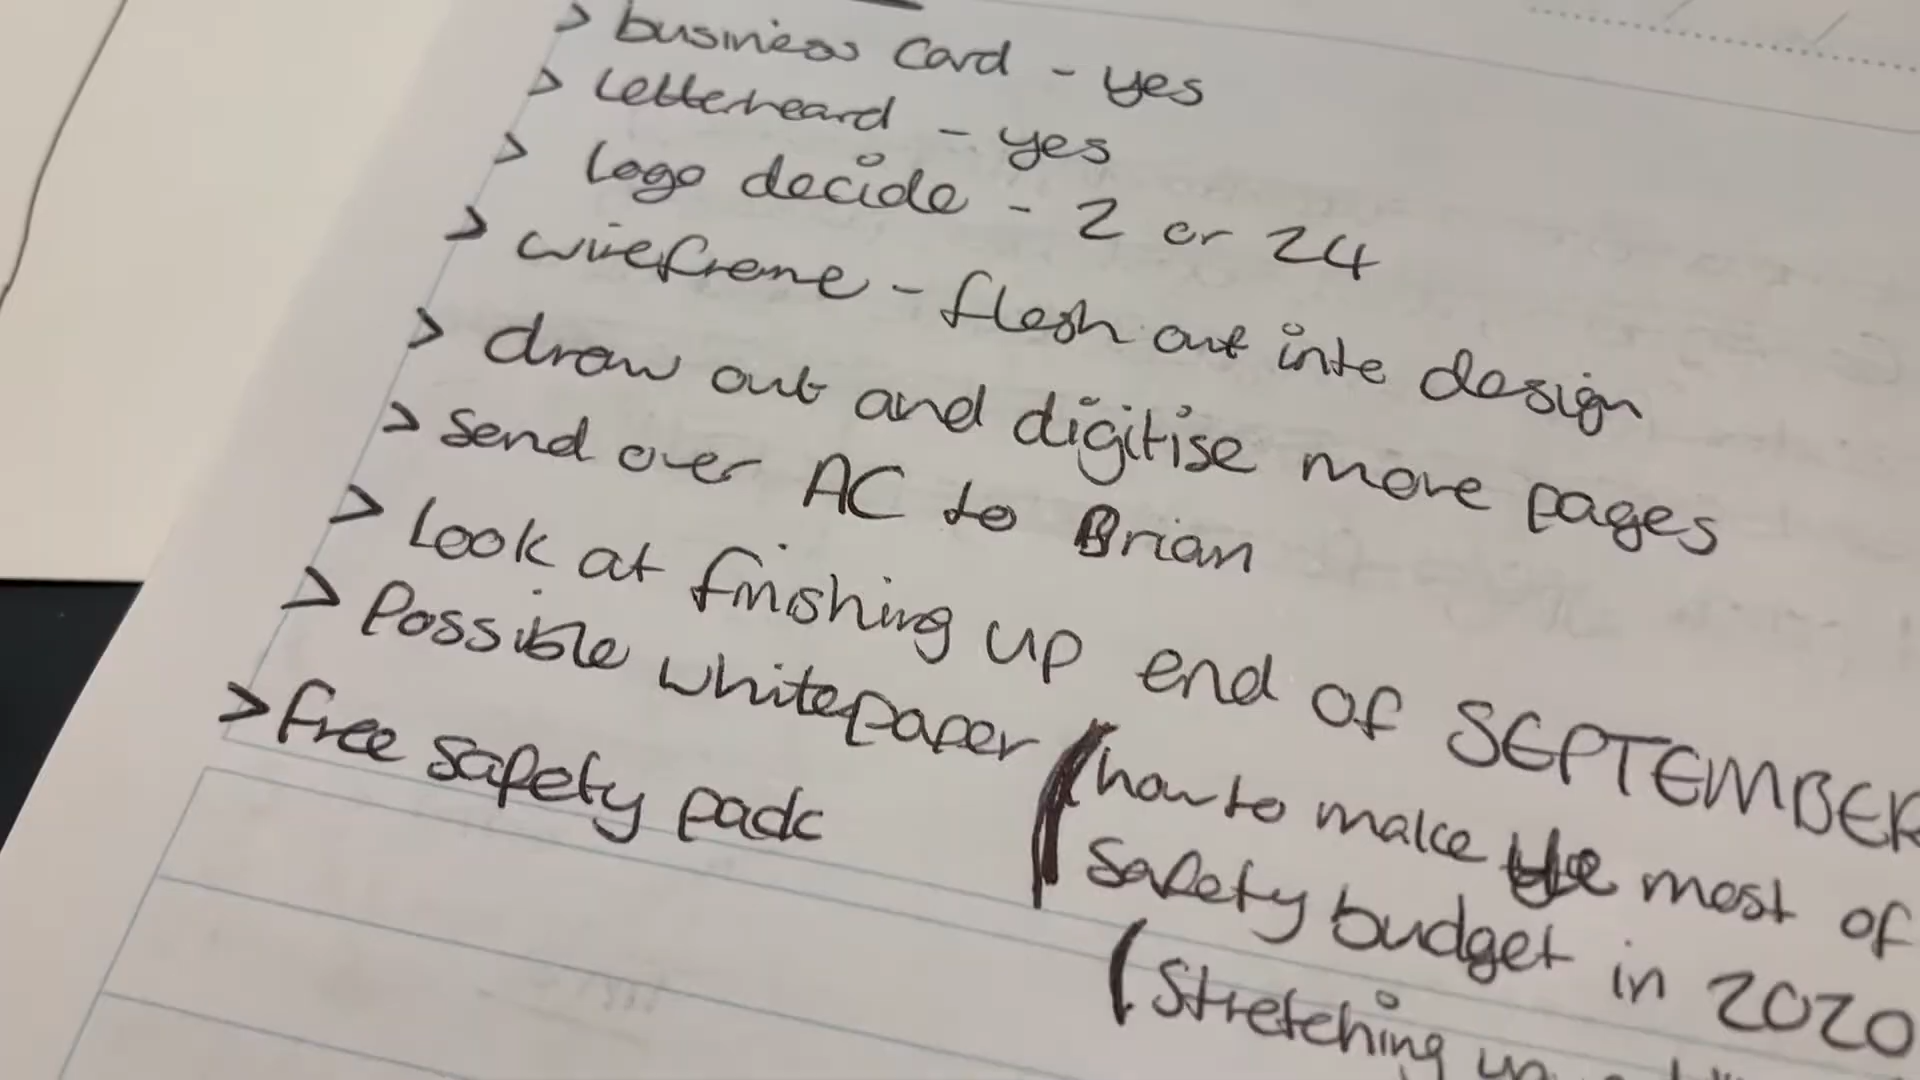 > business card - yes
> Letterheard - yes
> Logo decide - 2 or 24
> wireframe - flesh out into design
> draw out and digitise more pages
> Send over AC to Brian
> Look at finishing up end of SEPTEMBER
> Possible whitepaper (how to make the most of
safety budget in 2020
> Free safety pack
(Stretching